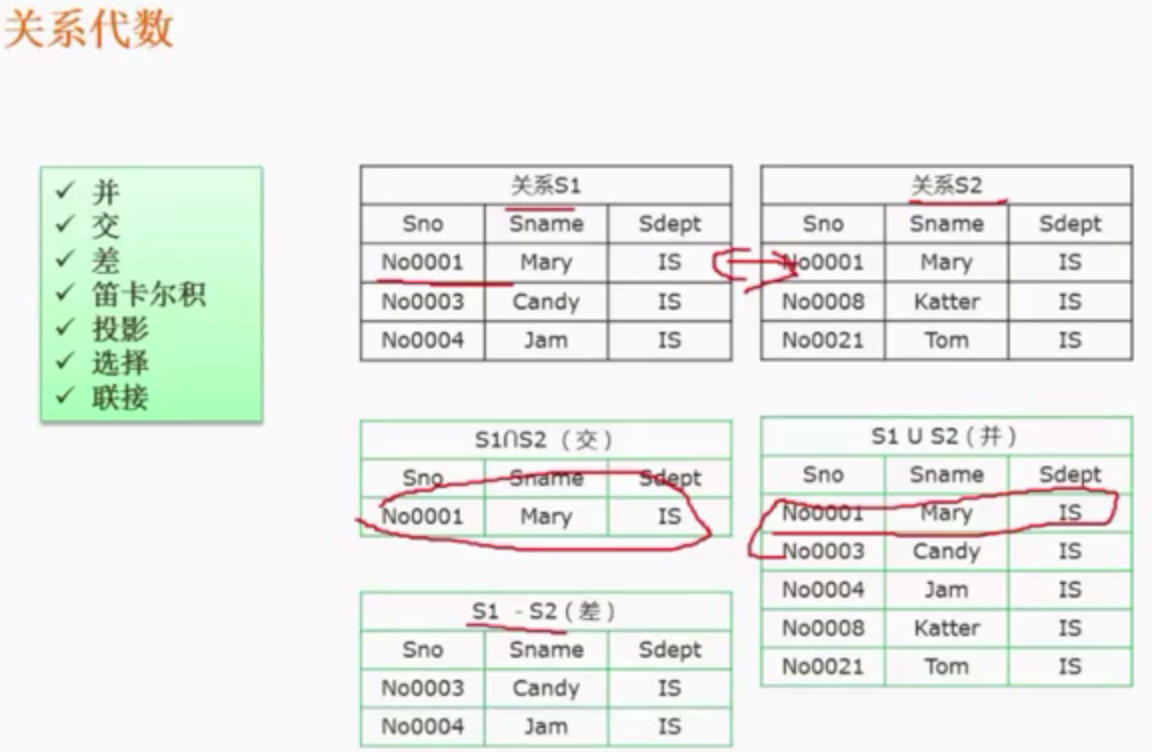 关系代数
✓ 并
✓ 交
✓ 差
✓ 笛卡尔积
✓ 投影
✓ 选择
✓ 联接
关系S1
Sno Sname Sdept
No0001 Mary IS
No0003 Candy IS
No0004 Jam IS
关系S2
Sno Sname Sdept
No0001 Mary IS
No0008 Katter IS
No0021 Tom IS
S1∩S2 （交）
Sno Sname Sdept
No0001 Mary IS
S1 U S2（并）
Sno Sname Sdept
No0001 Mary IS
No0003 Candy IS
No0004 Jam IS
No0008 Katter IS
No0021 Tom IS
S1 - S2（差）
Sno Sname Sdept
No0003 Candy IS
No0004 Jam IS